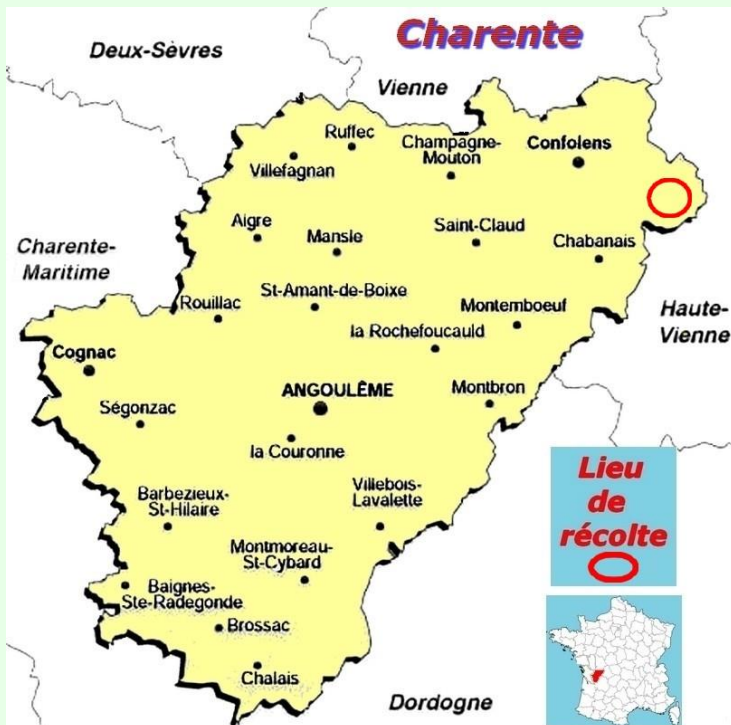 Charente
Deux-Sèvres
Vienne
Ruffec
Champagne-
Mouton
Confolens
Villefagnan
Aigre
Mansle
Saint-Claud
Chabanais
Charente-
Maritime
Rouillac
St-Amant-de-Boixe
Montemboeuf
Haute-
Vienne
la Rochefoucauld
Cognac
Montbron
ANGOULÊME
Ségonzac
la Couronne
Barbezieux-
St-Hilaire
Villebois-
Lavalette
Lieu
de
récolte
Montmoreau-
St-Cybard
Baignes-
Ste-Radegonde
Brossac
Chalais
Dordogne